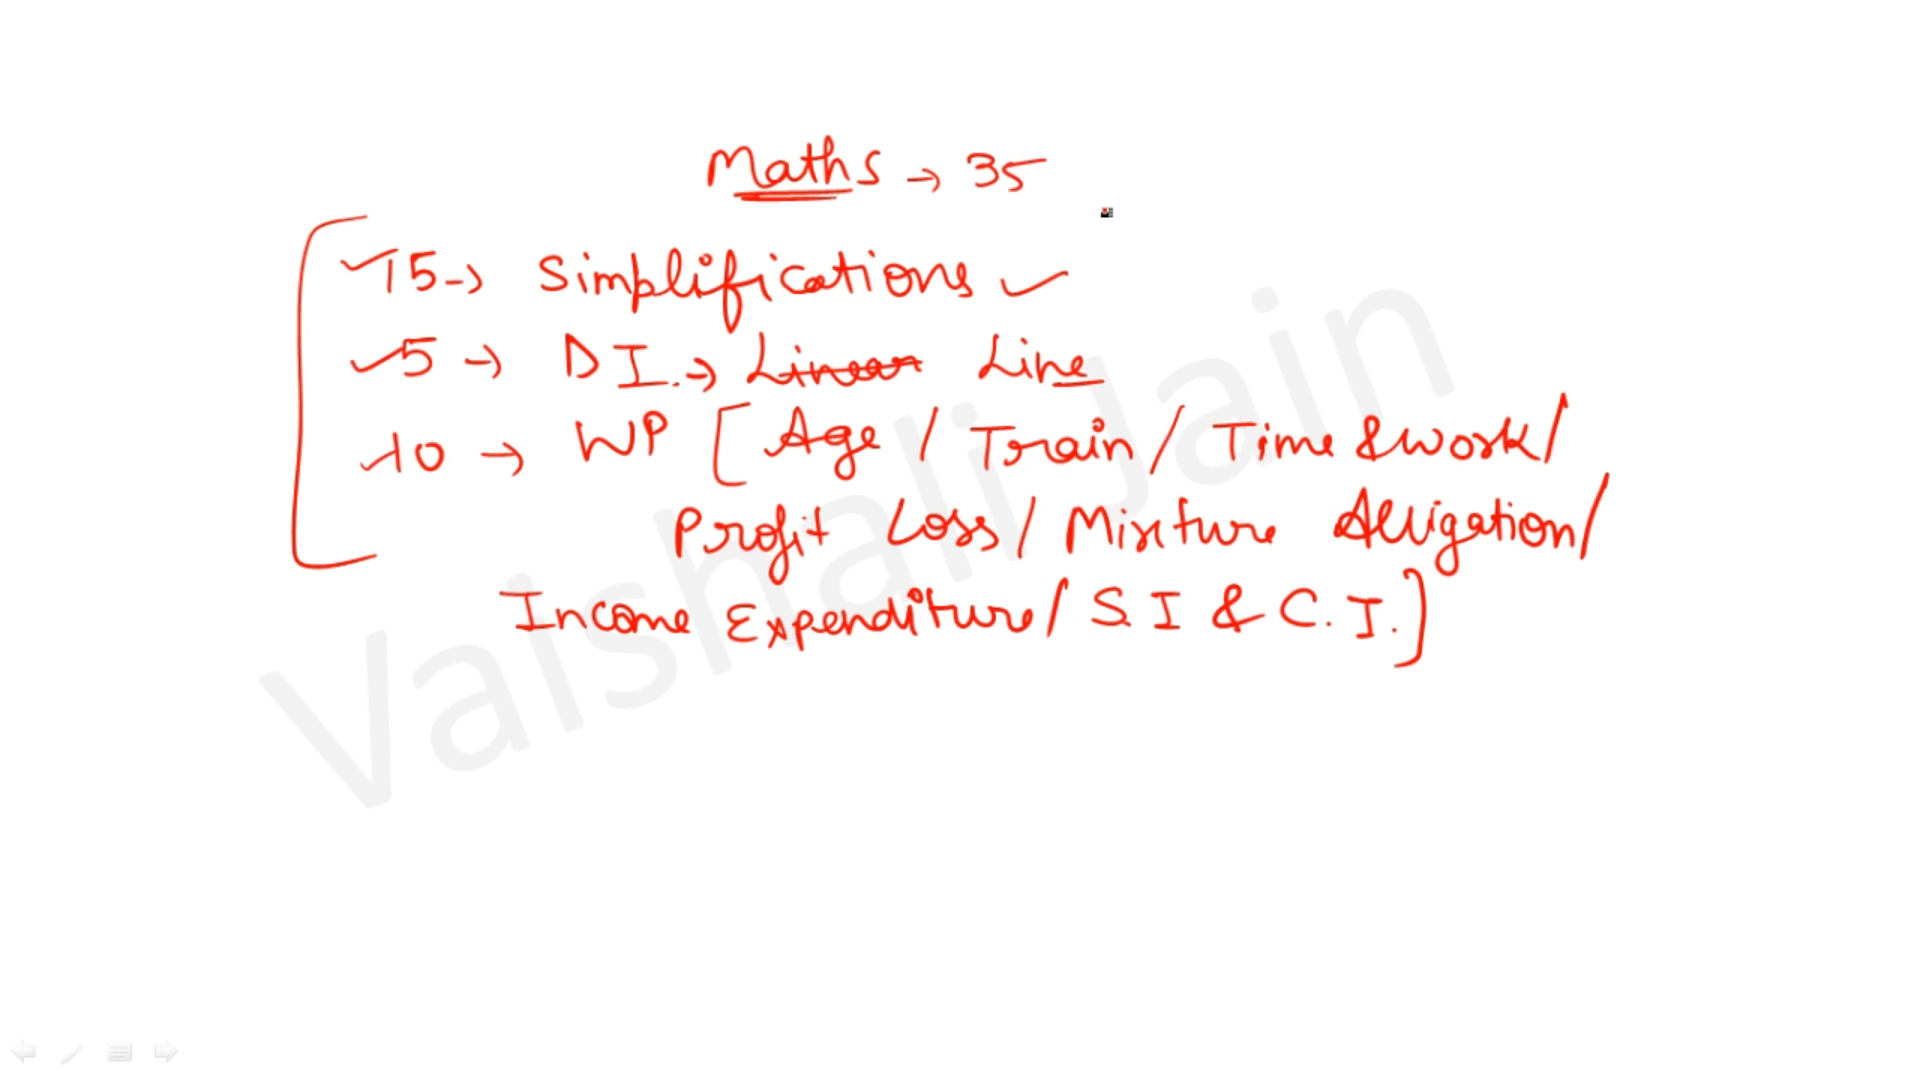 Maths → 35
15 → Simplifications ✓
5 → D I. → Linear Line
10 → WP [Age / Train / Time & work /
Profit Loss / Mixture Alligation /
Income Expenditure / S. I & C. I.]
Vaishali Jain